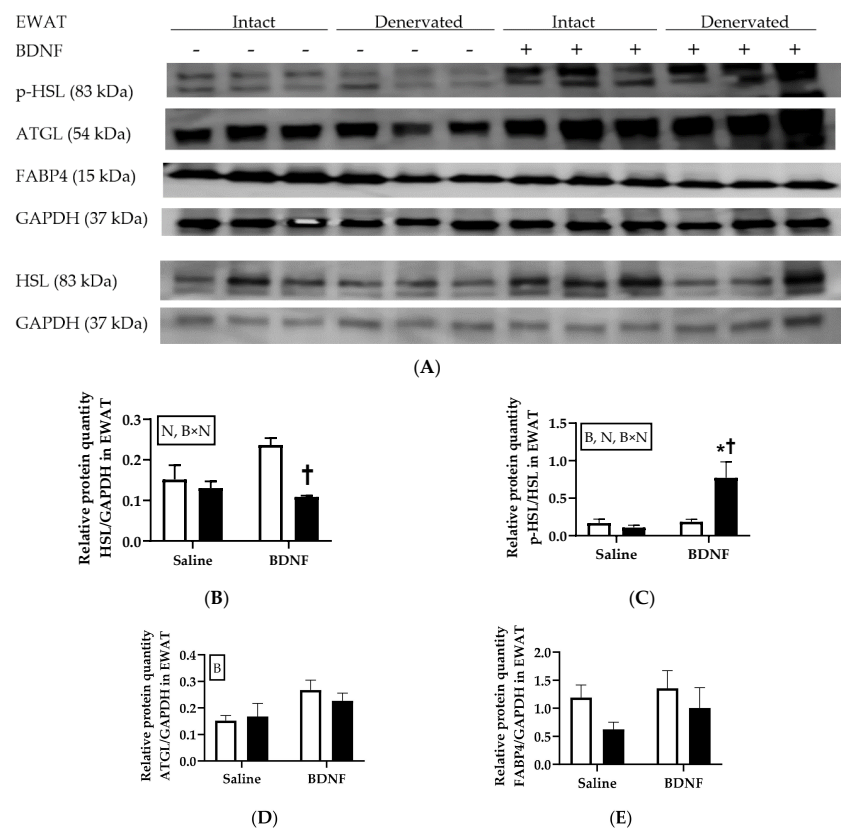 EWAT Intact Denervated Intact Denervated
BDNF - - - - - - + + + + + +
p-HSL (83 kDa)
ATGL (54 kDa)
FABP4 (15 kDa)
GAPDH (37 kDa)
HSL (83 kDa)
GAPDH (37 kDa)
(A)
Relative protein quantity
HSL/GAPDH in EWAT
0.3
0.2
0.1
0.0
N, B×N
†
Saline BDNF
(B)
Relative protein quantity
p-HSL/HSL in EWAT
1.5
1.0
0.5
0.0
B, N, B×N
*†
Saline BDNF
(C)
Relative protein quantity
ATGL/GAPDH in EWAT
0.4
0.3
0.2
0.1
0.0
B
Saline BDNF
(D)
Relative protein quantity
FABP4/GAPDH in EWAT
2.0
1.5
1.0
0.5
0.0
Saline BDNF
(E)